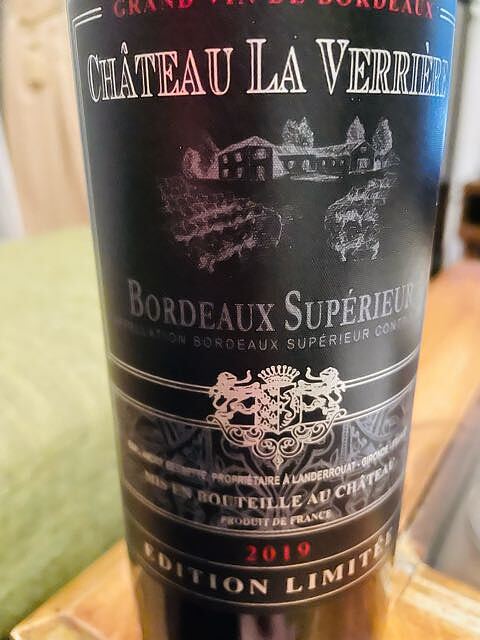 GRAND VIN DE BORDEAUX
CHÂTEAU LA VERRIÈRE
BORDEAUX SUPÉRIEUR
APPELLATION BORDEAUX SUPÉRIEUR
PROPRIÉTAIRE À LANDERROUAT - GIRONDE
MIS EN BOUTEILLE AU CHÂTEAU
PRODUIT DE FRANCE
2019
EDITION LIMITÉE